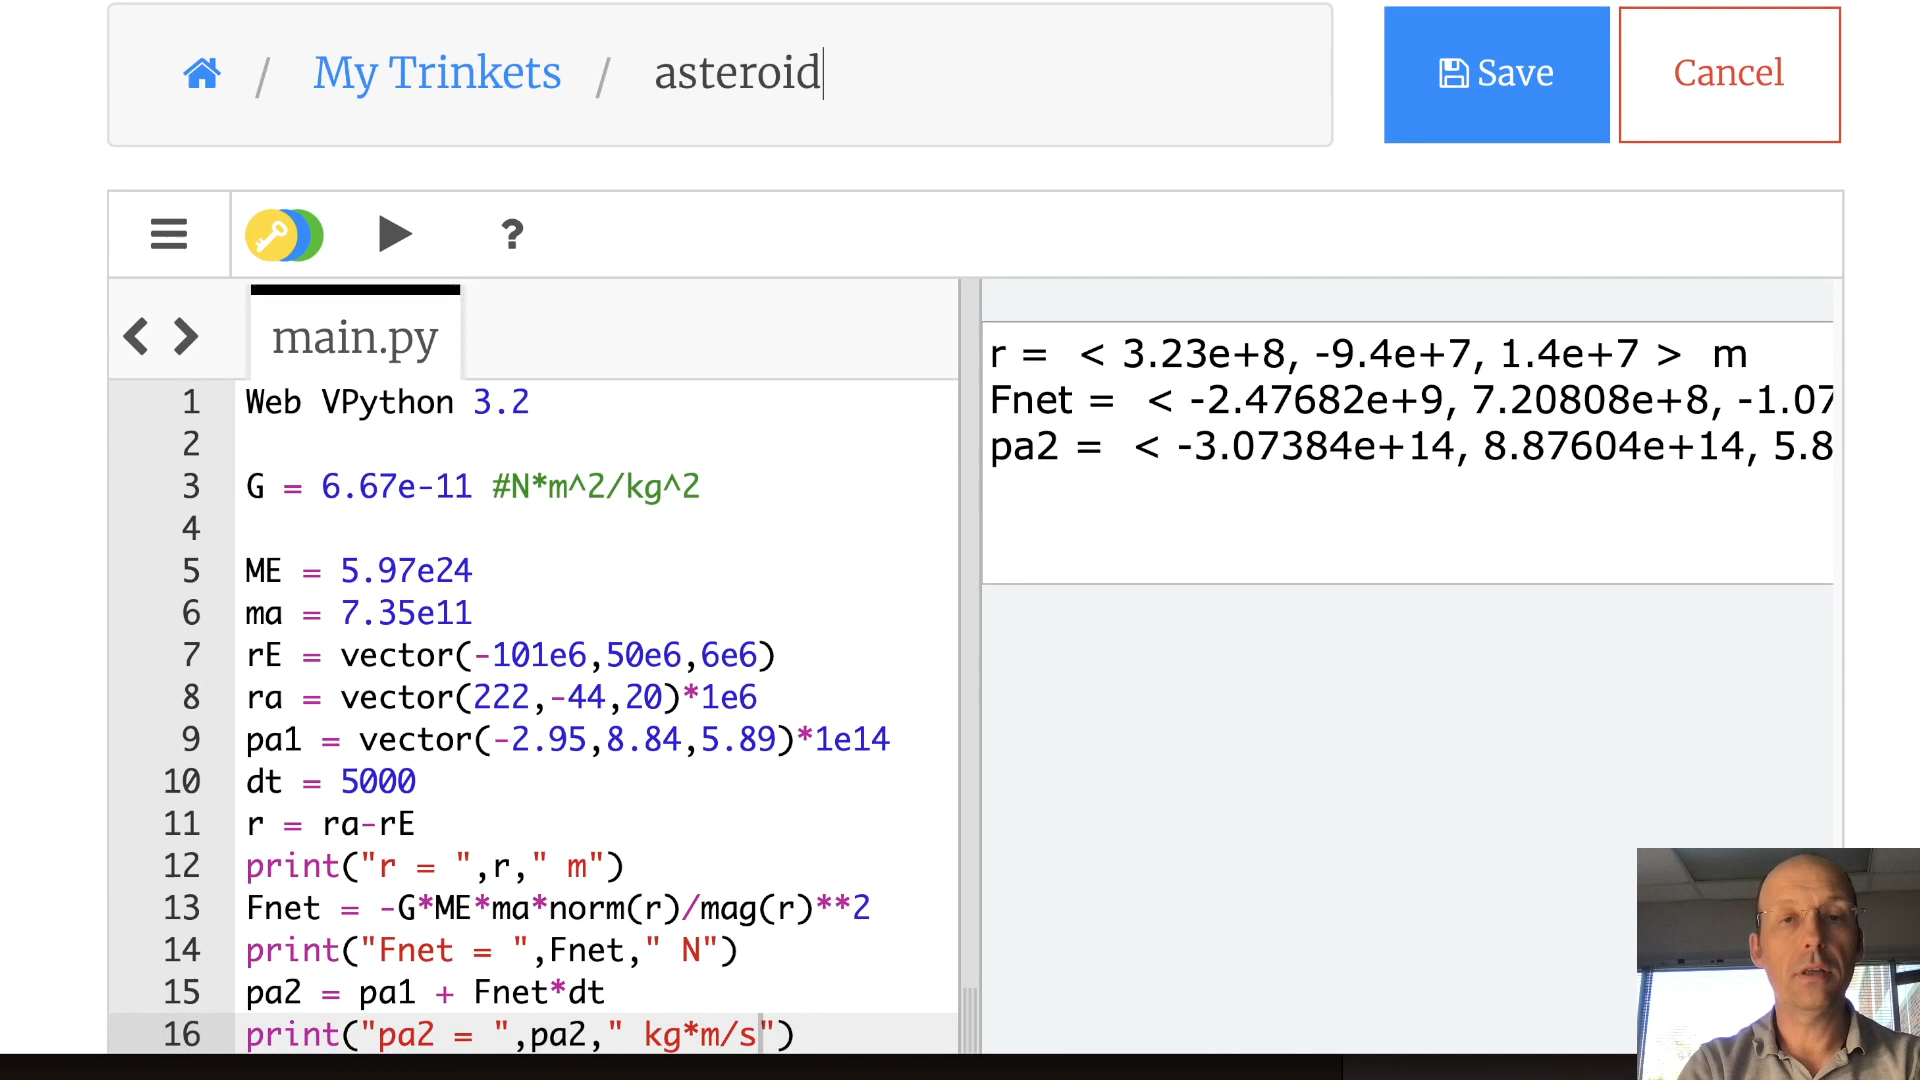 / My Trinkets / asteroid
Save
Cancel
?
main.py
1 Web VPython 3.2
2
3 G = 6.67e-11 #N*m^2/kg^2
4
5 ME = 5.97e24
6 ma = 7.35e11
7 rE = vector(-101e6,50e6,6e6)
8 ra = vector(222,-44,20)*1e6
9 pa1 = vector(-2.95,8.84,5.89)*1e14
10 dt = 5000
11 r = ra-rE
12 print("r = ",r," m")
13 Fnet = -G*ME*ma*norm(r)/mag(r)**2
14 print("Fnet = ",Fnet," N")
15 pa2 = pa1 + Fnet*dt
16 print("pa2 = ",pa2," kg*m/s")
r = < 3.23e+8, -9.4e+7, 1.4e+7 > m
Fnet = < -2.47682e+9, 7.20808e+8, -1.07
pa2 = < -3.07384e+14, 8.87604e+14, 5.8